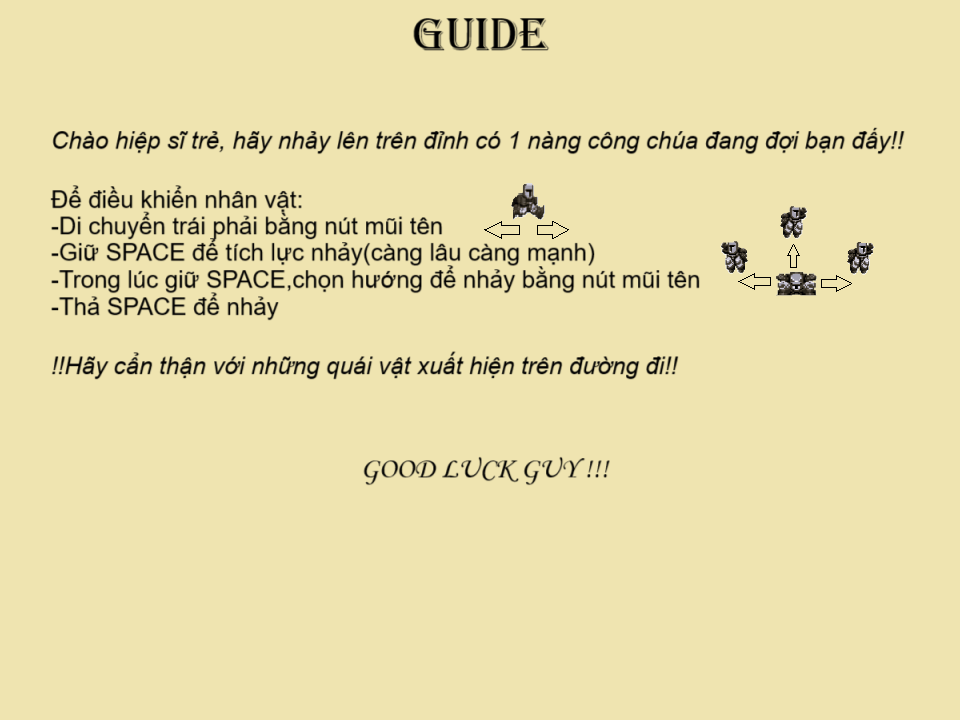 GUIDE
Chào hiệp sĩ trẻ, hãy nhảy lên trên đỉnh có 1 nàng công chúa đang đợi bạn đấy!!
Để điều khiển nhân vật:
-Di chuyển trái phải bằng nút mũi tên
-Giữ SPACE để tích lực nhảy(càng lâu càng mạnh)
-Trong lúc giữ SPACE,chọn hướng để nhảy bằng nút mũi tên
-Thả SPACE để nhảy
!!Hãy cẩn thận với những quái vật xuất hiện trên đường đi!!
GOOD LUCK GUY !!!